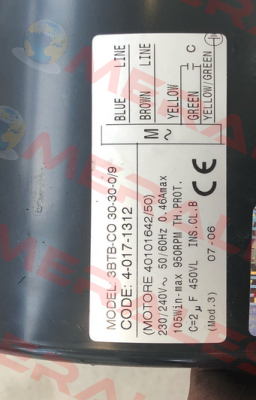 MODEL 3BTB-CO 30-30-0/9
CODE: 4-017-1312
(MOTORE 40101642/50)
230/240V~ 50/60Hz 0.46Amax
105Win-max 950RPM TH.PROT.
C=2µF 450VL INS.CL.B
(Mod:3) 07-06
CE
M~
BLUE LINE
BROWN LINE
YELLOW
GREEN C
YELLOW/GREEN